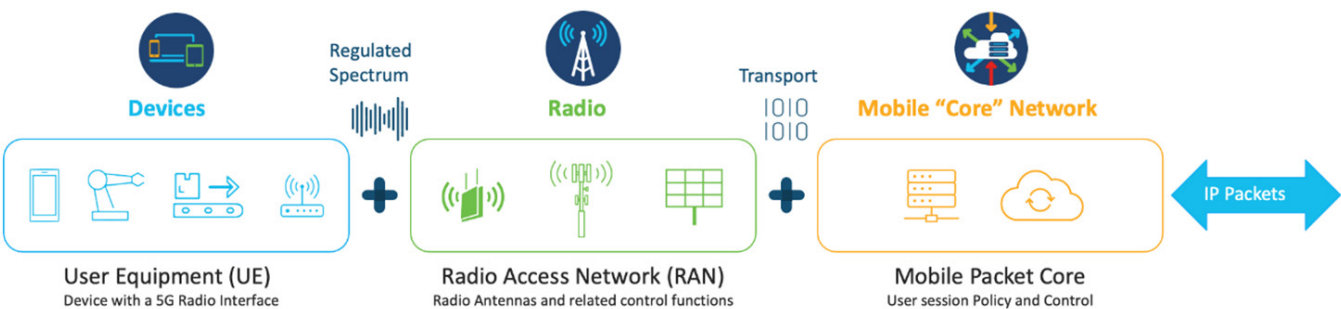 Regulated
Spectrum
Transport
1010
1010
Devices
Radio
Mobile “Core” Network
IP Packets
User Equipment (UE)
Device with a 5G Radio Interface
Radio Access Network (RAN)
Radio Antennas and related control functions
Mobile Packet Core
User session Policy and Control